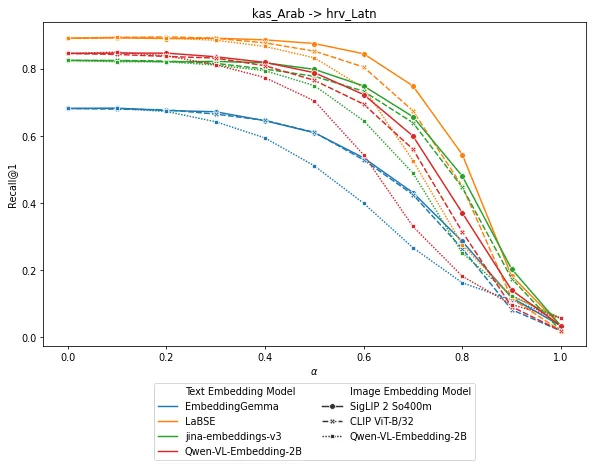 kas_Arab -> hrv_Latn
Recall@1
0.8
0.6
0.4
0.2
0.0
0.0 0.2 0.4 0.6 0.8 1.0
α
Text Embedding Model Image Embedding Model
EmbeddingGemma SigLIP 2 So400m
LaBSE CLIP ViT-B/32
jina-embeddings-v3 Qwen-VL-Embedding-2B
Qwen-VL-Embedding-2B